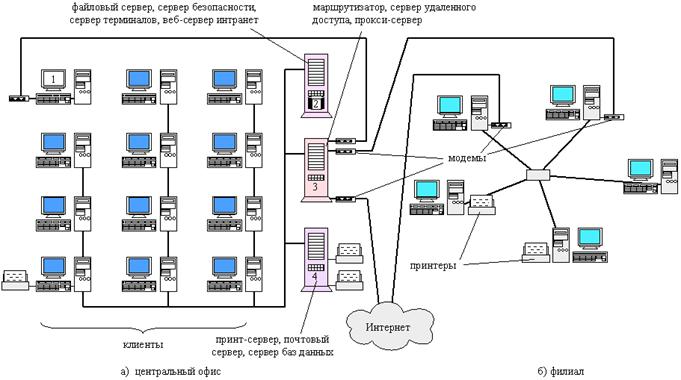 файловый сервер, сервер безопасности,
сервер терминалов, веб-сервер интранет
маршрутизатор, сервер удаленного
доступа, прокси-сервер
1
2
3
модемы
принтеры
4
Интернет
клиенты
принт-сервер, почтовый
сервер, сервер баз данных
а) центральный офис
б) филиал